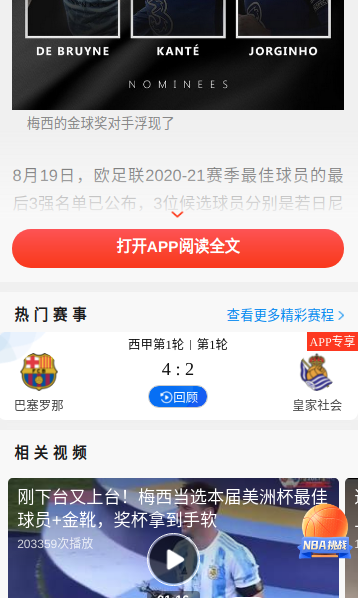 DE BRUYNE KANTÉ JORGINHO
NOMINEES
梅西的金球奖对手浮现了
8月19日，欧足联2020-21赛季最佳球员的最
后3强名单已公布，3位候选球员分别是若日尼
打开APP阅读全文
热门赛事
查看更多精彩赛程
APP专享
西甲第1轮 | 第1轮
4 : 2
巴塞罗那
回顾
皇家社会
相关视频
刚下台又上台！梅西当选本届美洲杯最佳
球员+金靴，奖杯拿到手软
203359次播放
NBA挑战